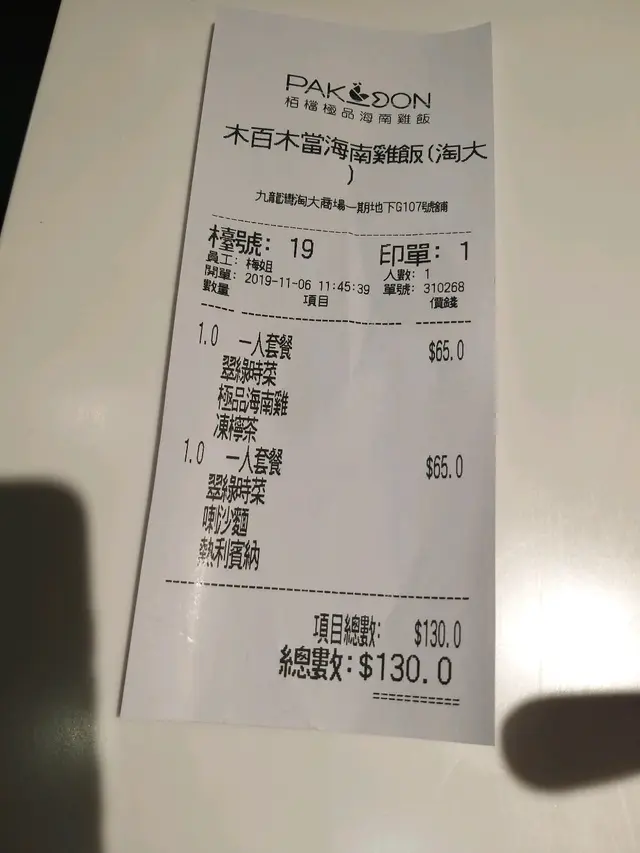 PAK DON
栢檔極品海南雞飯
木百木當海南雞飯(淘大
)
九龍灣淘大商場一期地下G107號舖
檯號: 19 印單: 1
員工: 梅姐 人數: 1
開單: 2019-11-06 11:45:39 單號: 310268
數量 項目 價錢
1.0 一人套餐 $65.0
翠綠時菜
極品海南雞
凍檸茶
1.0 一人套餐 $65.0
翠綠時菜
喇沙麵
熱利賓納
項目總數: $130.0
總數: $130.0